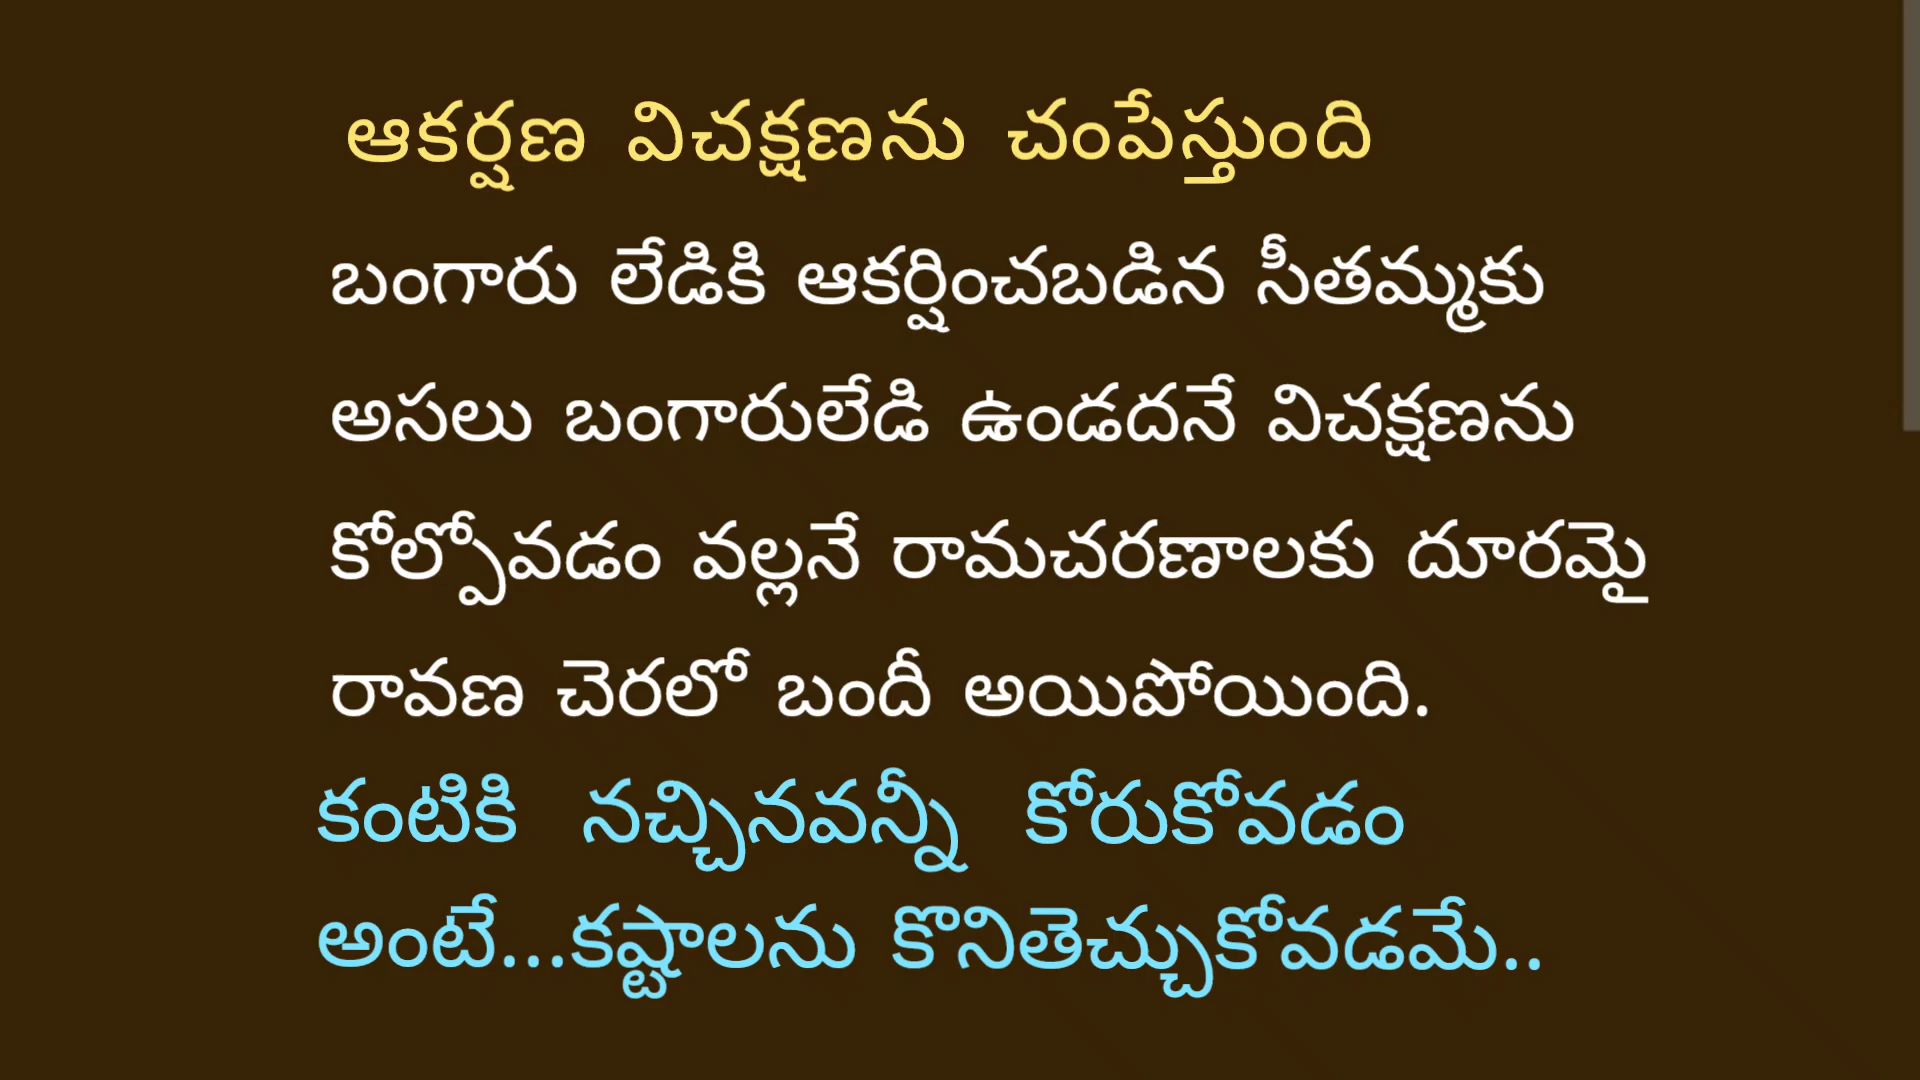 ఆకర్షణ విచక్షణను చంపేస్తుంది
బంగారు లేడికి ఆకర్షించబడిన సీతమ్మకు
అసలు బంగారులేడి ఉండదనే విచక్షణను
కోల్పోవడం వల్లనే రామచరణాలకు దూరమై
రావణ చెరలో బందీ అయిపోయింది.
కంటికి నచ్చినవన్నీ కోరుకోవడం
అంటే...కష్టాలను కొనితెచ్చుకోవడమే..